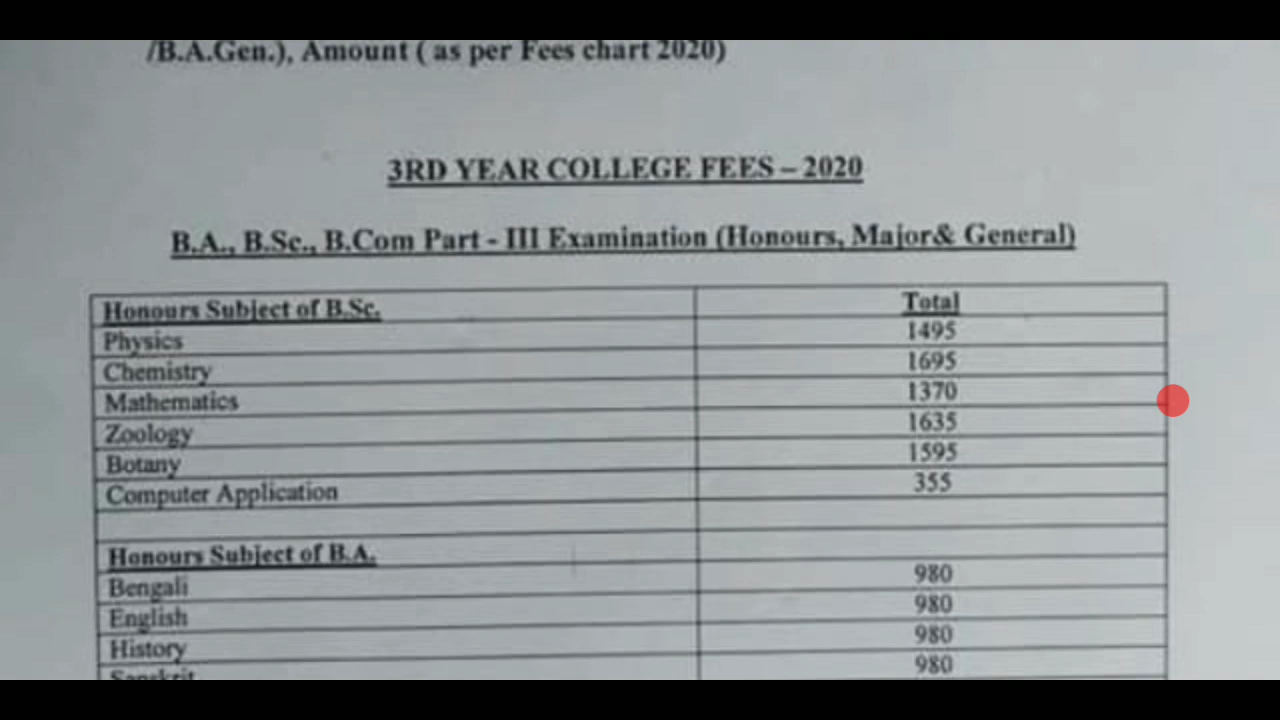 /B.A.Gen.), Amount ( as per Fees chart 2020)
3RD YEAR COLLEGE FEES – 2020
B.A., B.Sc., B.Com Part - III Examination (Honours, Major& General)
Honours Subject of B.Sc. Total
Physics 1495
Chemistry 1695
Mathematics 1370
Zoology 1635
Botany 1595
Computer Application 355
Honours Subject of B.A.
Bengali 980
English 980
History 980
Sanskrit 980